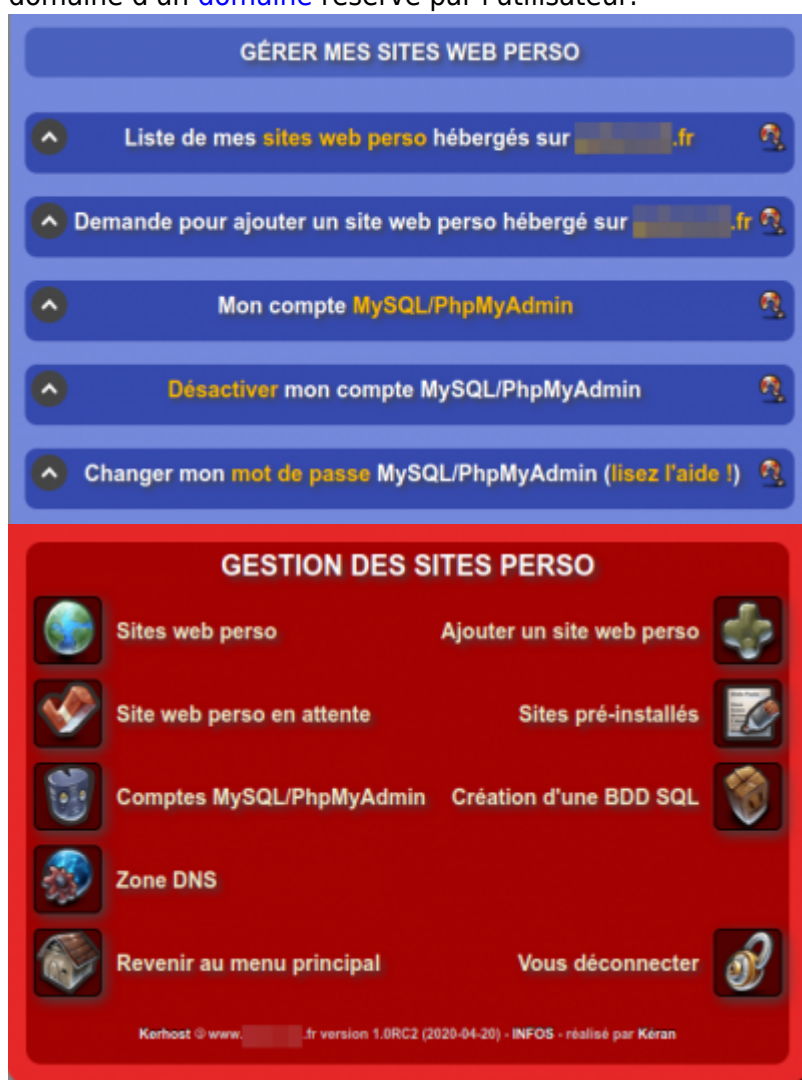 domaine d'un domaine réservé par l'utilisateur.
GÉRER MES SITES WEB PERSO
Liste de mes sites web perso hébergés sur .fr
Demande pour ajouter un site web perso hébergé sur .fr
Mon compte MySQL/PhpMyAdmin
Désactiver mon compte MySQL/PhpMyAdmin
Changer mon mot de passe MySQL/PhpMyAdmin (lisez l'aide !)
GESTION DES SITES PERSO
Sites web perso
Ajouter un site web perso
Site web perso en attente
Sites pré-installés
Comptes MySQL/PhpMyAdmin
Création d'une BDD SQL
Zone DNS
Revenir au menu principal
Vous déconnecter
Kerhost © www. .fr version 1.0RC2 (2020-04-20) - INFOS - réalisé par Kéran